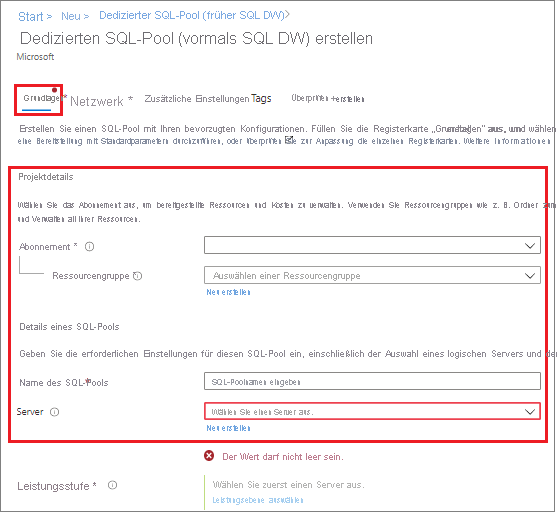 Start > Neu > Dedizierter SQL-Pool (früher SQL DW)>
Dedizierten SQL-Pool (vormals SQL DW) erstellen
Microsoft
Grundlage * Netzwerk * Zusätzliche Einstellungen Tags Überprüfen + erstellen
Erstellen Sie einen SQL-Pool mit Ihren bevorzugten Konfigurationen. Füllen Sie die Registerkarte „Grundlagen" aus, und wählen
eine Bereitstellung mit Standardparametern durchzuführen, oder überprüfen Sie zur Anpassung die einzelnen Registerkarten. Weitere Informationen
Projektdetails
Wählen Sie das Abonnement aus, um bereitgestellte Ressourcen und Kosten zu verwalten. Verwenden Sie Ressourcengruppen wie z. B. Ordner zum
und Verwalten all Ihrer Ressourcen.
Abonnement *
Ressourcengruppe *
Auswählen einer Ressourcengruppe
Neu erstellen
Details eines SQL-Pools
Geben Sie die erforderlichen Einstellungen für diesen SQL-Pool ein, einschließlich der Auswahl eines logischen Servers und der
Name des SQL-Pools *
SQL-Poolnamen eingeben
Server
Wählen Sie einen Server aus.
Neu erstellen
Der Wert darf nicht leer sein.
Leistungsstufe *
Wählen Sie zuerst einen Server aus.
Leistungsebene auswählen